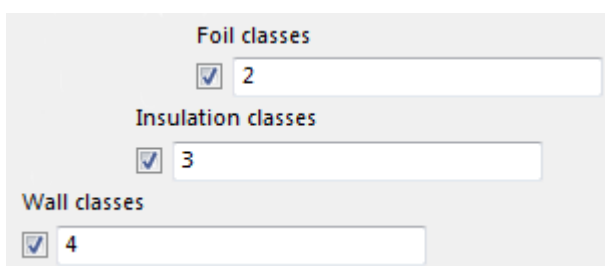 Foil classes
2
Insulation classes
3
Wall classes
4